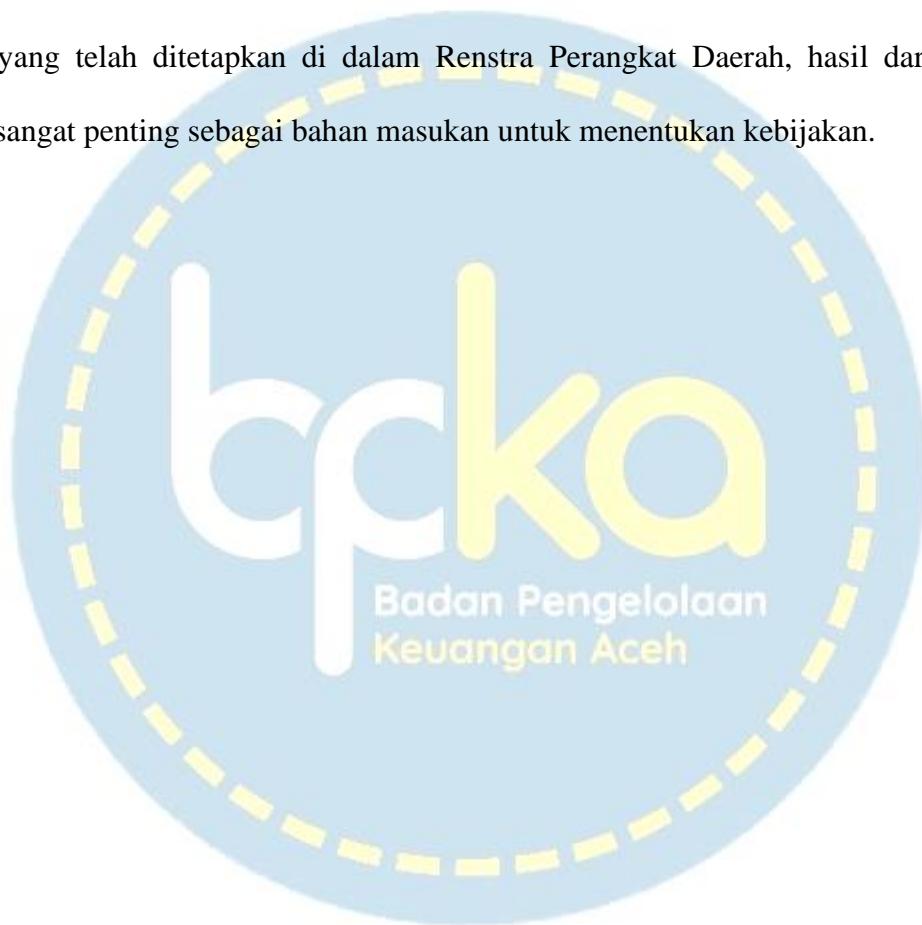 yang telah ditetapkan di dalam Renstra Perangkat Daerah, hasil dar
sangat penting sebagai bahan masukan untuk menentukan kebijakan.
bpka
Badan Pengelolaan
Keuangan Aceh